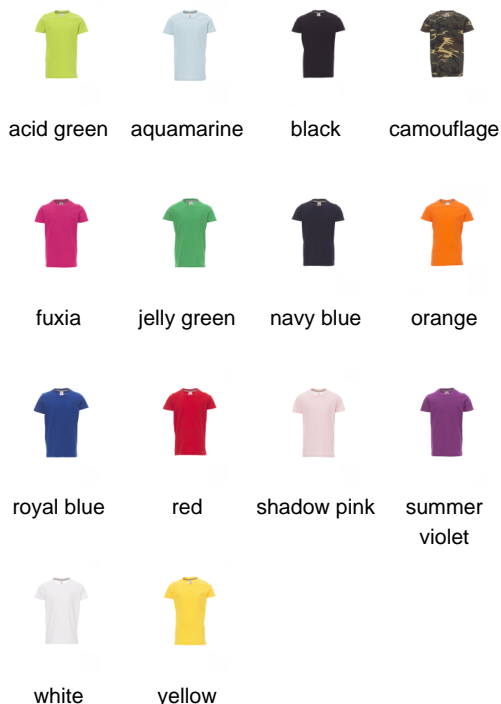 acid green aquamarine black camouflage
fuxia jelly green navy blue orange
royal blue red shadow pink summer
violet
white yellow